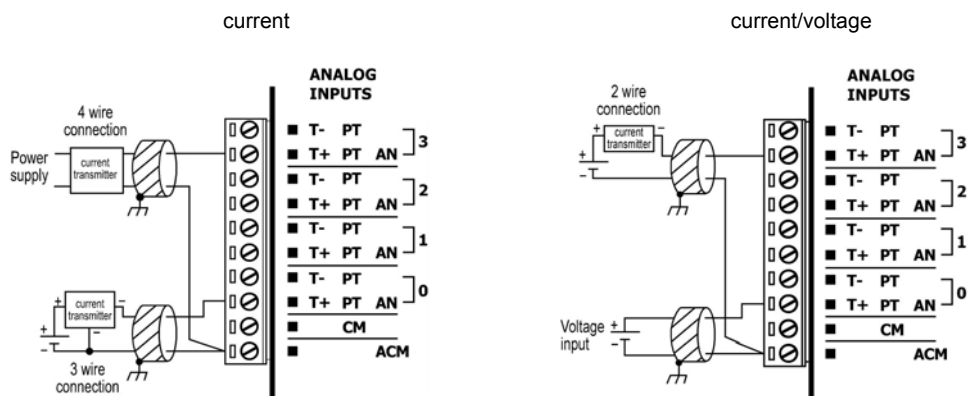 current
4 wire
connection
Power
supply
current
transmitter
+
-
+
-
current
transmitter
-
3 wire
connection
ANALOG
INPUTS
T- PT
T+ PT AN 3
T- PT
T+ PT AN 2
T- PT
T+ PT AN 1
T- PT
T+ PT AN 0
CM
ACM
current/voltage
2 wire
connection
+
-
current
transmitter
+
-
Voltage
input
+
-
ANALOG
INPUTS
T- PT
T+ PT AN 3
T- PT
T+ PT AN 2
T- PT
T+ PT AN 1
T- PT
T+ PT AN 0
CM
ACM